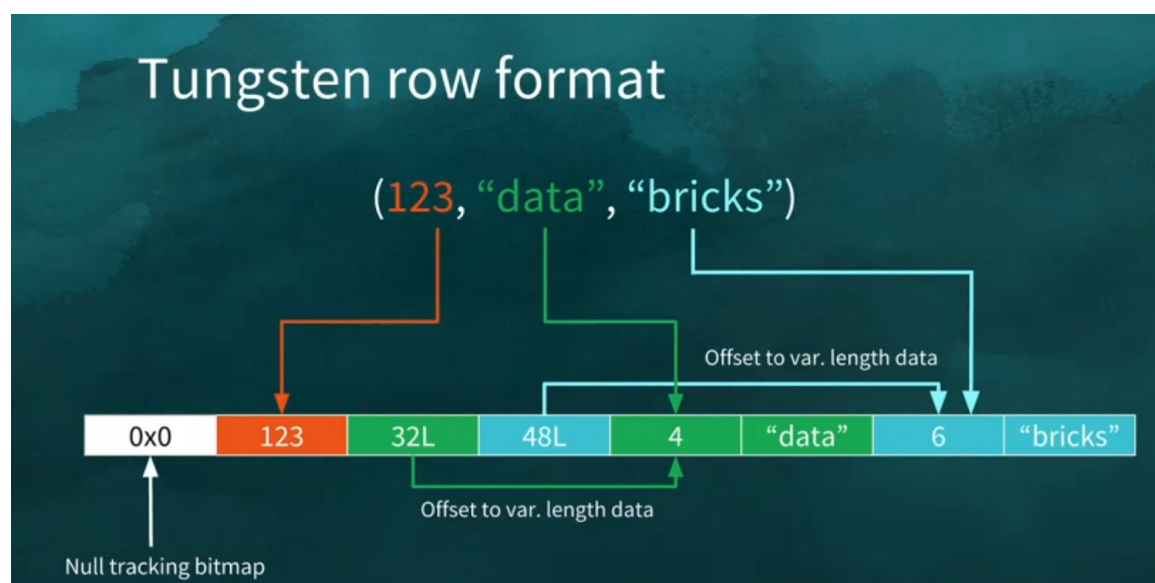 Tungsten row format
(123, “data”, “bricks”)
Offset to var. length data
0x0 123 32L 48L 4 “data” 6 “bricks”
Offset to var. length data
Null tracking bitmap